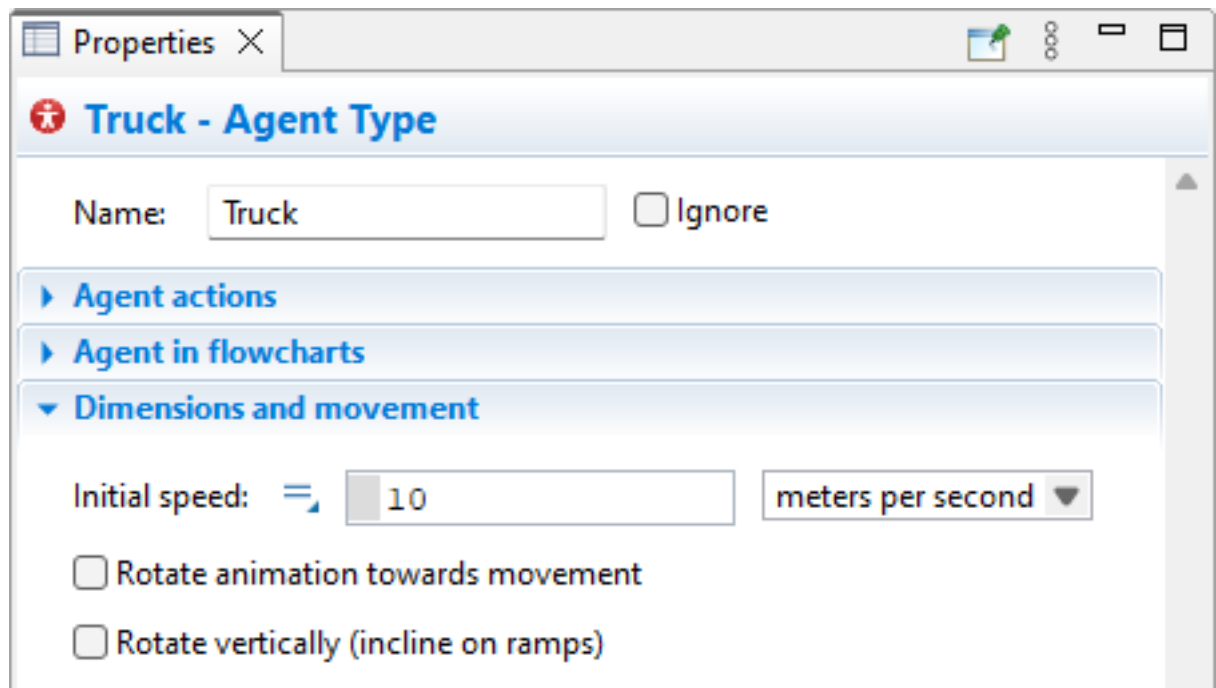 Properties
Truck - Agent Type
Name: Truck Ignore
Agent actions
Agent in flowcharts
Dimensions and movement
Initial speed: 10 meters per second
Rotate animation towards movement
Rotate vertically (incline on ramps)